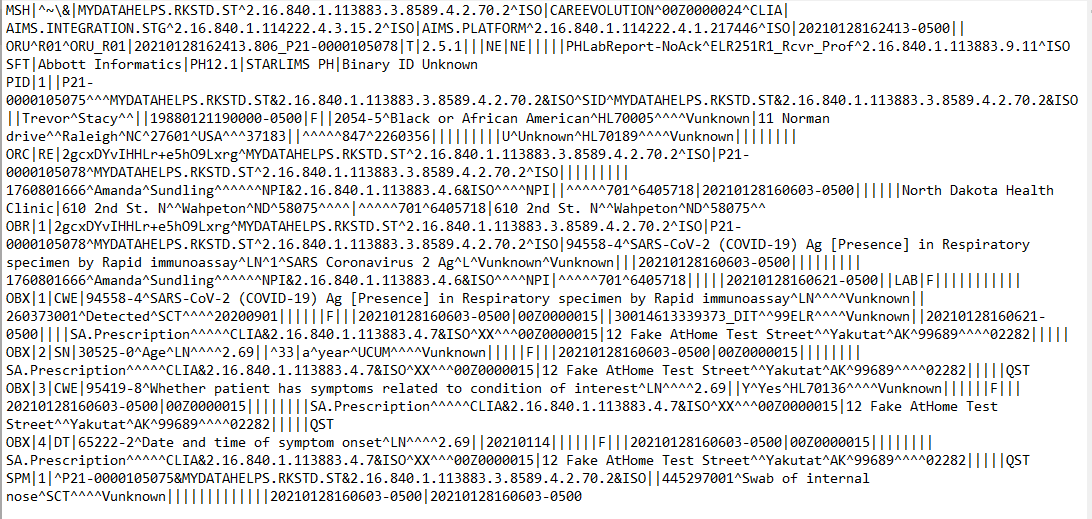 MSH|^~\&|MYDATAHELPS.RKSTD.ST^2.16.840.1.113883.3.8589.4.2.70.2^ISO|CAREEVOLUTION^00Z0000024^CLIA|
AIMS.INTEGRATION.STG^2.16.840.1.114222.4.3.15.2^ISO|AIMS.PLATFORM^2.16.840.1.114222.4.1.217446^ISO|20210128162413-0500||
ORU^R01^ORU_R01|20210128162413.806_P21-0000105078|T|2.5.1|||NE|NE|||||PHLabReport-NoAck^ELR251R1_Rcvr_Prof^2.16.840.1.113883.9.11^ISO
SFT|Abbott Informatics|PH12.1|STARLIMS PH|Binary ID Unknown
PID|1||P21-
0000105075^^^MYDATAHELPS.RKSTD.ST&2.16.840.1.113883.3.8589.4.2.70.2&ISO^SID^MYDATAHELPS.RKSTD.ST&2.16.840.1.113883.3.8589.4.2.70.2&ISO
||Trevor^Stacy^^||19880121190000-0500|F||2054-5^Black or African American^HL70005^^^^Vunknown|11 Norman
drive^^Raleigh^NC^27601^USA^^^37183||^^^^^847^2260356|||||||||U^Unknown^HL70189^^^^Vunknown||||||||
ORC|RE|2gcxDYvIHHLr+e5hO9Lxrg^MYDATAHELPS.RKSTD.ST^2.16.840.1.113883.3.8589.4.2.70.2^ISO|P21-
0000105078^MYDATAHELPS.RKSTD.ST^2.16.840.1.113883.3.8589.4.2.70.2^ISO|||||||||
1760801666^Amanda^Sundling^^^^^^NPI&2.16.840.1.113883.4.6&ISO^^^^NPI||^^^^^701^6405718|20210128160603-0500||||||North Dakota Health
Clinic|610 2nd St. N^^Wahpeton^ND^58075^^^^|^^^^^701^6405718|610 2nd St. N^^Wahpeton^ND^58075^^
OBR|1|2gcxDYvIHHLr+e5hO9Lxrg^MYDATAHELPS.RKSTD.ST^2.16.840.1.113883.3.8589.4.2.70.2^ISO|P21-
0000105078^MYDATAHELPS.RKSTD.ST^2.16.840.1.113883.3.8589.4.2.70.2^ISO|94558-4^SARS-CoV-2 (COVID-19) Ag [Presence] in Respiratory
specimen by Rapid immunoassay^LN^1^SARS Coronavirus 2 Ag^L^Vunknown^Vunknown|||20210128160603-0500|||||||||
1760801666^Amanda^Sundling^^^^^^NPI&2.16.840.1.113883.4.6&ISO^^^^NPI|^^^^^701^6405718|||||20210128160621-0500||LAB|F||||||||||||
OBX|1|CWE|94558-4^SARS-CoV-2 (COVID-19) Ag [Presence] in Respiratory specimen by Rapid immunoassay^LN^^^^Vunknown||
260373001^Detected^SCT^^^^20200901||||||F|||20210128160603-0500|00Z0000015||30014613339373_DIT^^99ELR^^^^Vunknown||20210128160621-
0500||||SA.Prescription^^^^^CLIA&2.16.840.1.113883.4.7&ISO^XX^^^00Z0000015|12 Fake AtHome Test Street^^Yakutat^AK^99689^^^^02282|||||
OBX|2|SN|30525-0^Age^LN^^^^2.69||^33|a^year^UCUM^^^^Vunknown|||||F|||20210128160603-0500|00Z0000015||||||||
SA.Prescription^^^^^CLIA&2.16.840.1.113883.4.7&ISO^XX^^^00Z0000015|12 Fake AtHome Test Street^^Yakutat^AK^99689^^^^02282|||||QST
OBX|3|CWE|95419-8^Whether patient has symptoms related to condition of interest^LN^^^^2.69||Y^Yes^HL70136^^^^Vunknown||||||F|||
20210128160603-0500|00Z0000015||||||||SA.Prescription^^^^^CLIA&2.16.840.1.113883.4.7&ISO^XX^^^00Z0000015|12 Fake AtHome Test
Street^^Yakutat^AK^99689^^^^02282|||||QST
OBX|4|DT|65222-2^Date and time of symptom onset^LN^^^^2.69||20210114||||||F|||20210128160603-0500|00Z0000015||||||||
SA.Prescription^^^^^CLIA&2.16.840.1.113883.4.7&ISO^XX^^^00Z0000015|12 Fake AtHome Test Street^^Yakutat^AK^99689^^^^02282|||||QST
SPM|1|^P21-0000105075&MYDATAHELPS.RKSTD.ST&2.16.840.1.113883.3.8589.4.2.70.2&ISO||445297001^Swab of internal
nose^SCT^^^^Vunknown|||||||||||||20210128160603-0500|20210128160603-0500